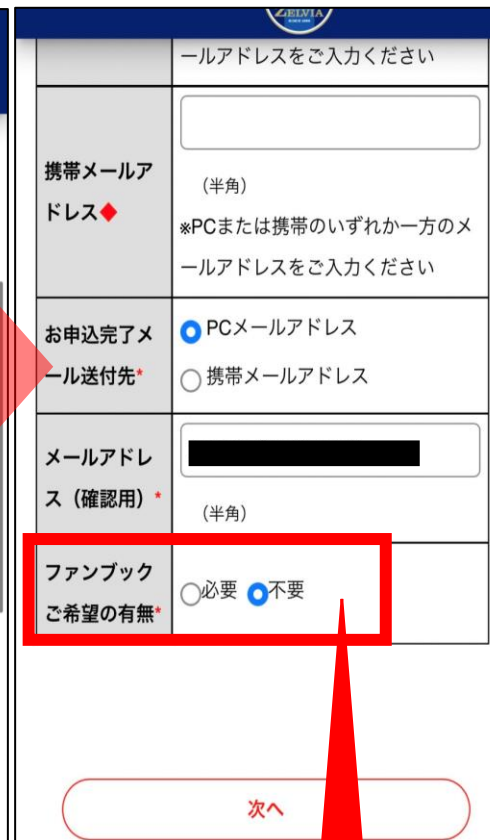 ZELVIA
ールアドレスをご入力ください
携帯メールア
ドレス◆
（半角）
※PCまたは携帯のいずれか一方のメ
ールアドレスをご入力ください
お申込完了メ
ール送付先*
PCメールアドレス
携帯メールアドレス
メールアドレ
ス（確認用）*
（半角）
ファンブック
ご希望の有無*
必要 不要
次へ